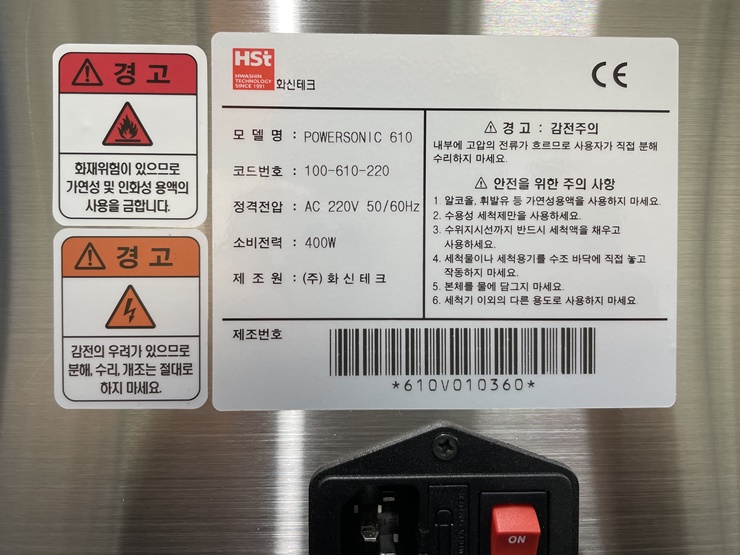 경고
화재위험이 있으므로
가연성 및 인화성 용액의
사용을 금합니다.
경고
감전의 우려가 있으므로
분해, 수리, 개조는 절대로
하지 마세요.
HSt
HWASHIN
TECHNOLOGY
SINCE 1991
화신테크
CE
모델명 : POWERSONIC 610
코드번호 : 100-610-220
정격전압 : AC 220V 50/60Hz
소비전력 : 400W
제조원 : (주)화신테크
경고 : 감전주의
내부에 고압의 전류가 흐르므로 사용자가 직접 분해
수리하지 마세요.
안전을 위한 주의 사항
1. 알코올, 휘발유 등 가연성용액을 사용하지 마세요.
2. 수용성 세척제만을 사용하세요.
3. 수위지시선까지 반드시 세척액을 채우고
사용하세요.
4. 세척물이나 세척용기를 수조 바닥에 직접 놓고
작동하지 마세요.
5. 본체를 물에 담그지 마세요.
6. 세척기 이외의 다른 용도로 사용하지 마세요
제조번호
*610V010360*
ON